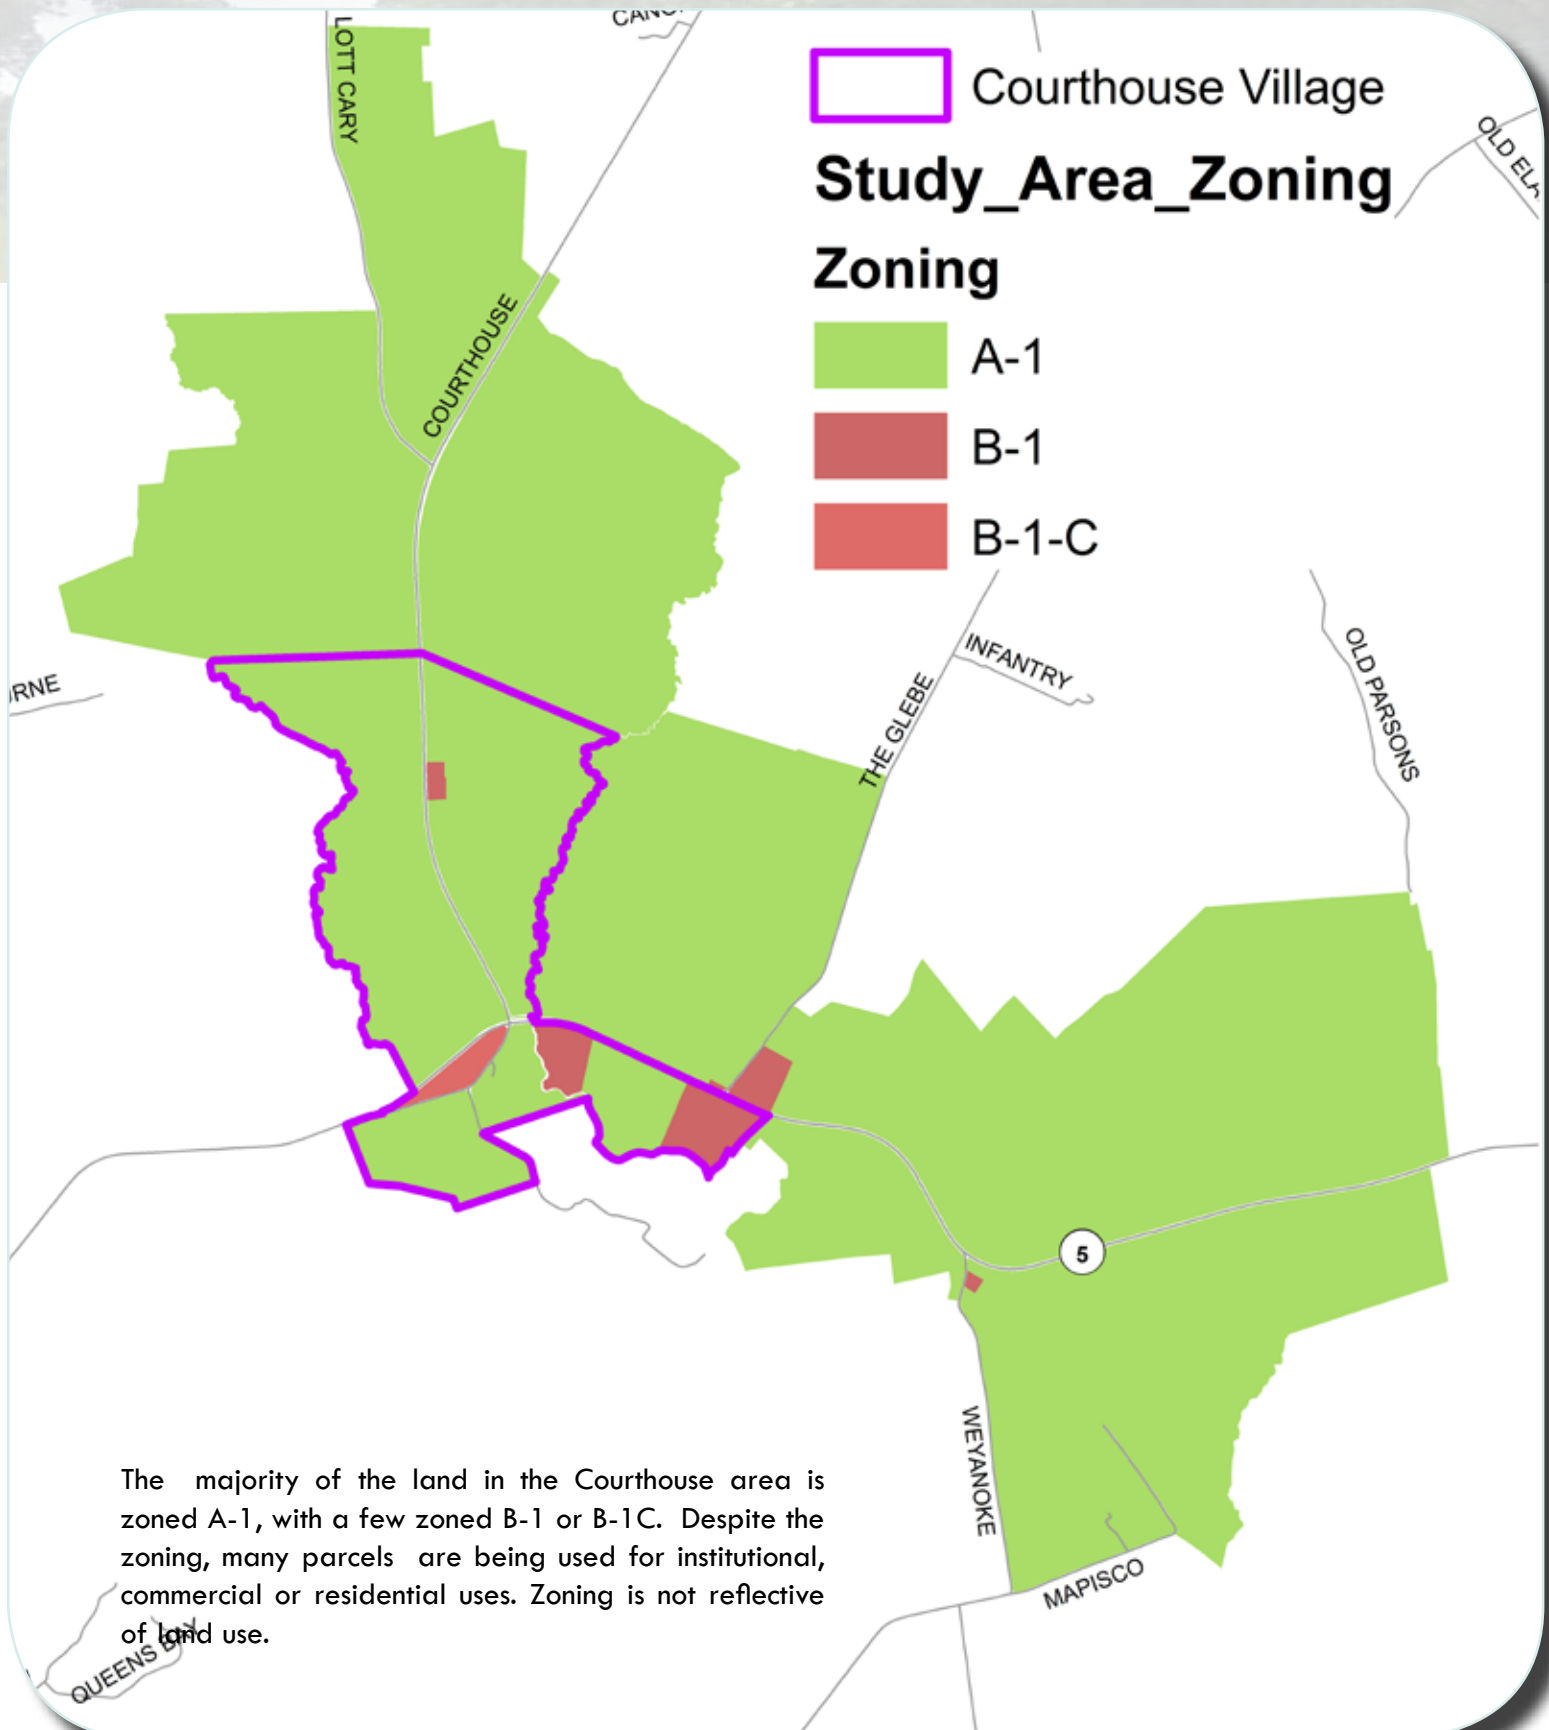 LOTT CARY
Courthouse Village
Study_Area_Zoning
Zoning
A-1
B-1
B-1-C
COURTHOUSE
INFANTRY
THE GLEBE
OLD PARSONS
5
WEYANOKE
MAPISCO
The majority of the land in the Courthouse area is
zoned A-1, with a few zoned B-1 or B-1C. Despite the
zoning, many parcels are being used for institutional,
commercial or residential uses. Zoning is not reflective
of land use.
QUEENS BAY